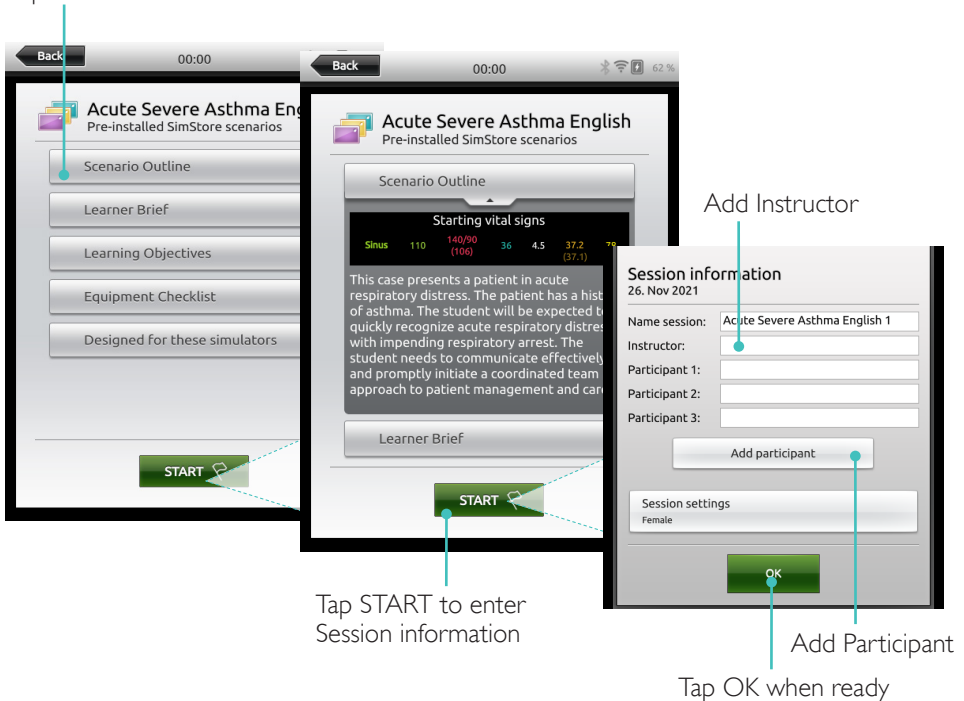 Back
00:00
Acute Severe Asthma Eng
Pre-installed SimStore scenarios
Scenario Outline
Learner Brief
Learning Objectives
Equipment Checklist
Designed for these simulators
START
Back
00:00
62 %
Acute Severe Asthma English
Pre-installed SimStore scenarios
Scenario Outline
Starting vital signs
Sinus 110 140/90 (106) 36 4.5 37.2 (37.1) 78
This case presents a patient in acute
respiratory distress. The patient has a hist
of asthma. The student will be expected t
quickly recognize acute respiratory distres
with impending respiratory arrest. The
student needs to communicate effectively
and promptly initiate a coordinated team
approach to patient management and car
Learner Brief
START
Tap START to enter
Session information
Add Instructor
Session information
26. Nov 2021
Name session: Acute Severe Asthma English 1
Instructor:
Participant 1:
Participant 2:
Participant 3:
Add participant
Session settings
Female
OK
Add Participant
Tap OK when ready